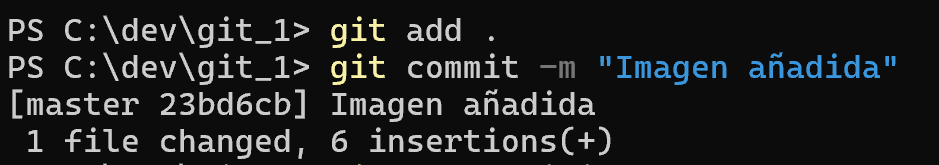 PS C:\dev\git_1> git add .
PS C:\dev\git_1> git commit -m "Imagen añadida"
[master 23bd6cb] Imagen añadida
 1 file changed, 6 insertions(+)